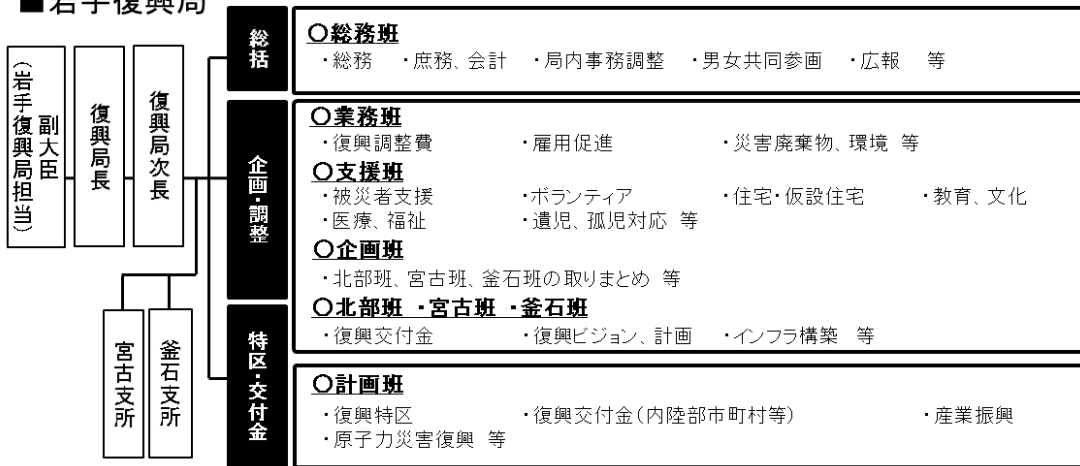 ■岩手復興局
副大臣
(岩手復興局担当)
復興局長
復興局次長
宮古支所
釜石支所
総括
○総務班
・総務 ・庶務、会計 ・局内事務調整 ・男女共同参画 ・広報 等
企画・調整
○業務班
・復興調整費 ・雇用促進 ・災害廃棄物、環境 等
○支援班
・被災者支援 ・ボランティア ・住宅・仮設住宅 ・教育、文化
・医療、福祉 ・遺児、孤児対応 等
○企画班
・北部班、宮古班、釜石班の取りまとめ 等
○北部班 ・宮古班 ・釜石班
・復興交付金 ・復興ビジョン、計画 ・インフラ構築 等
特区・交付金
○計画班
・復興特区 ・復興交付金(内陸部市町村等) ・産業振興
・原子力災害復興 等